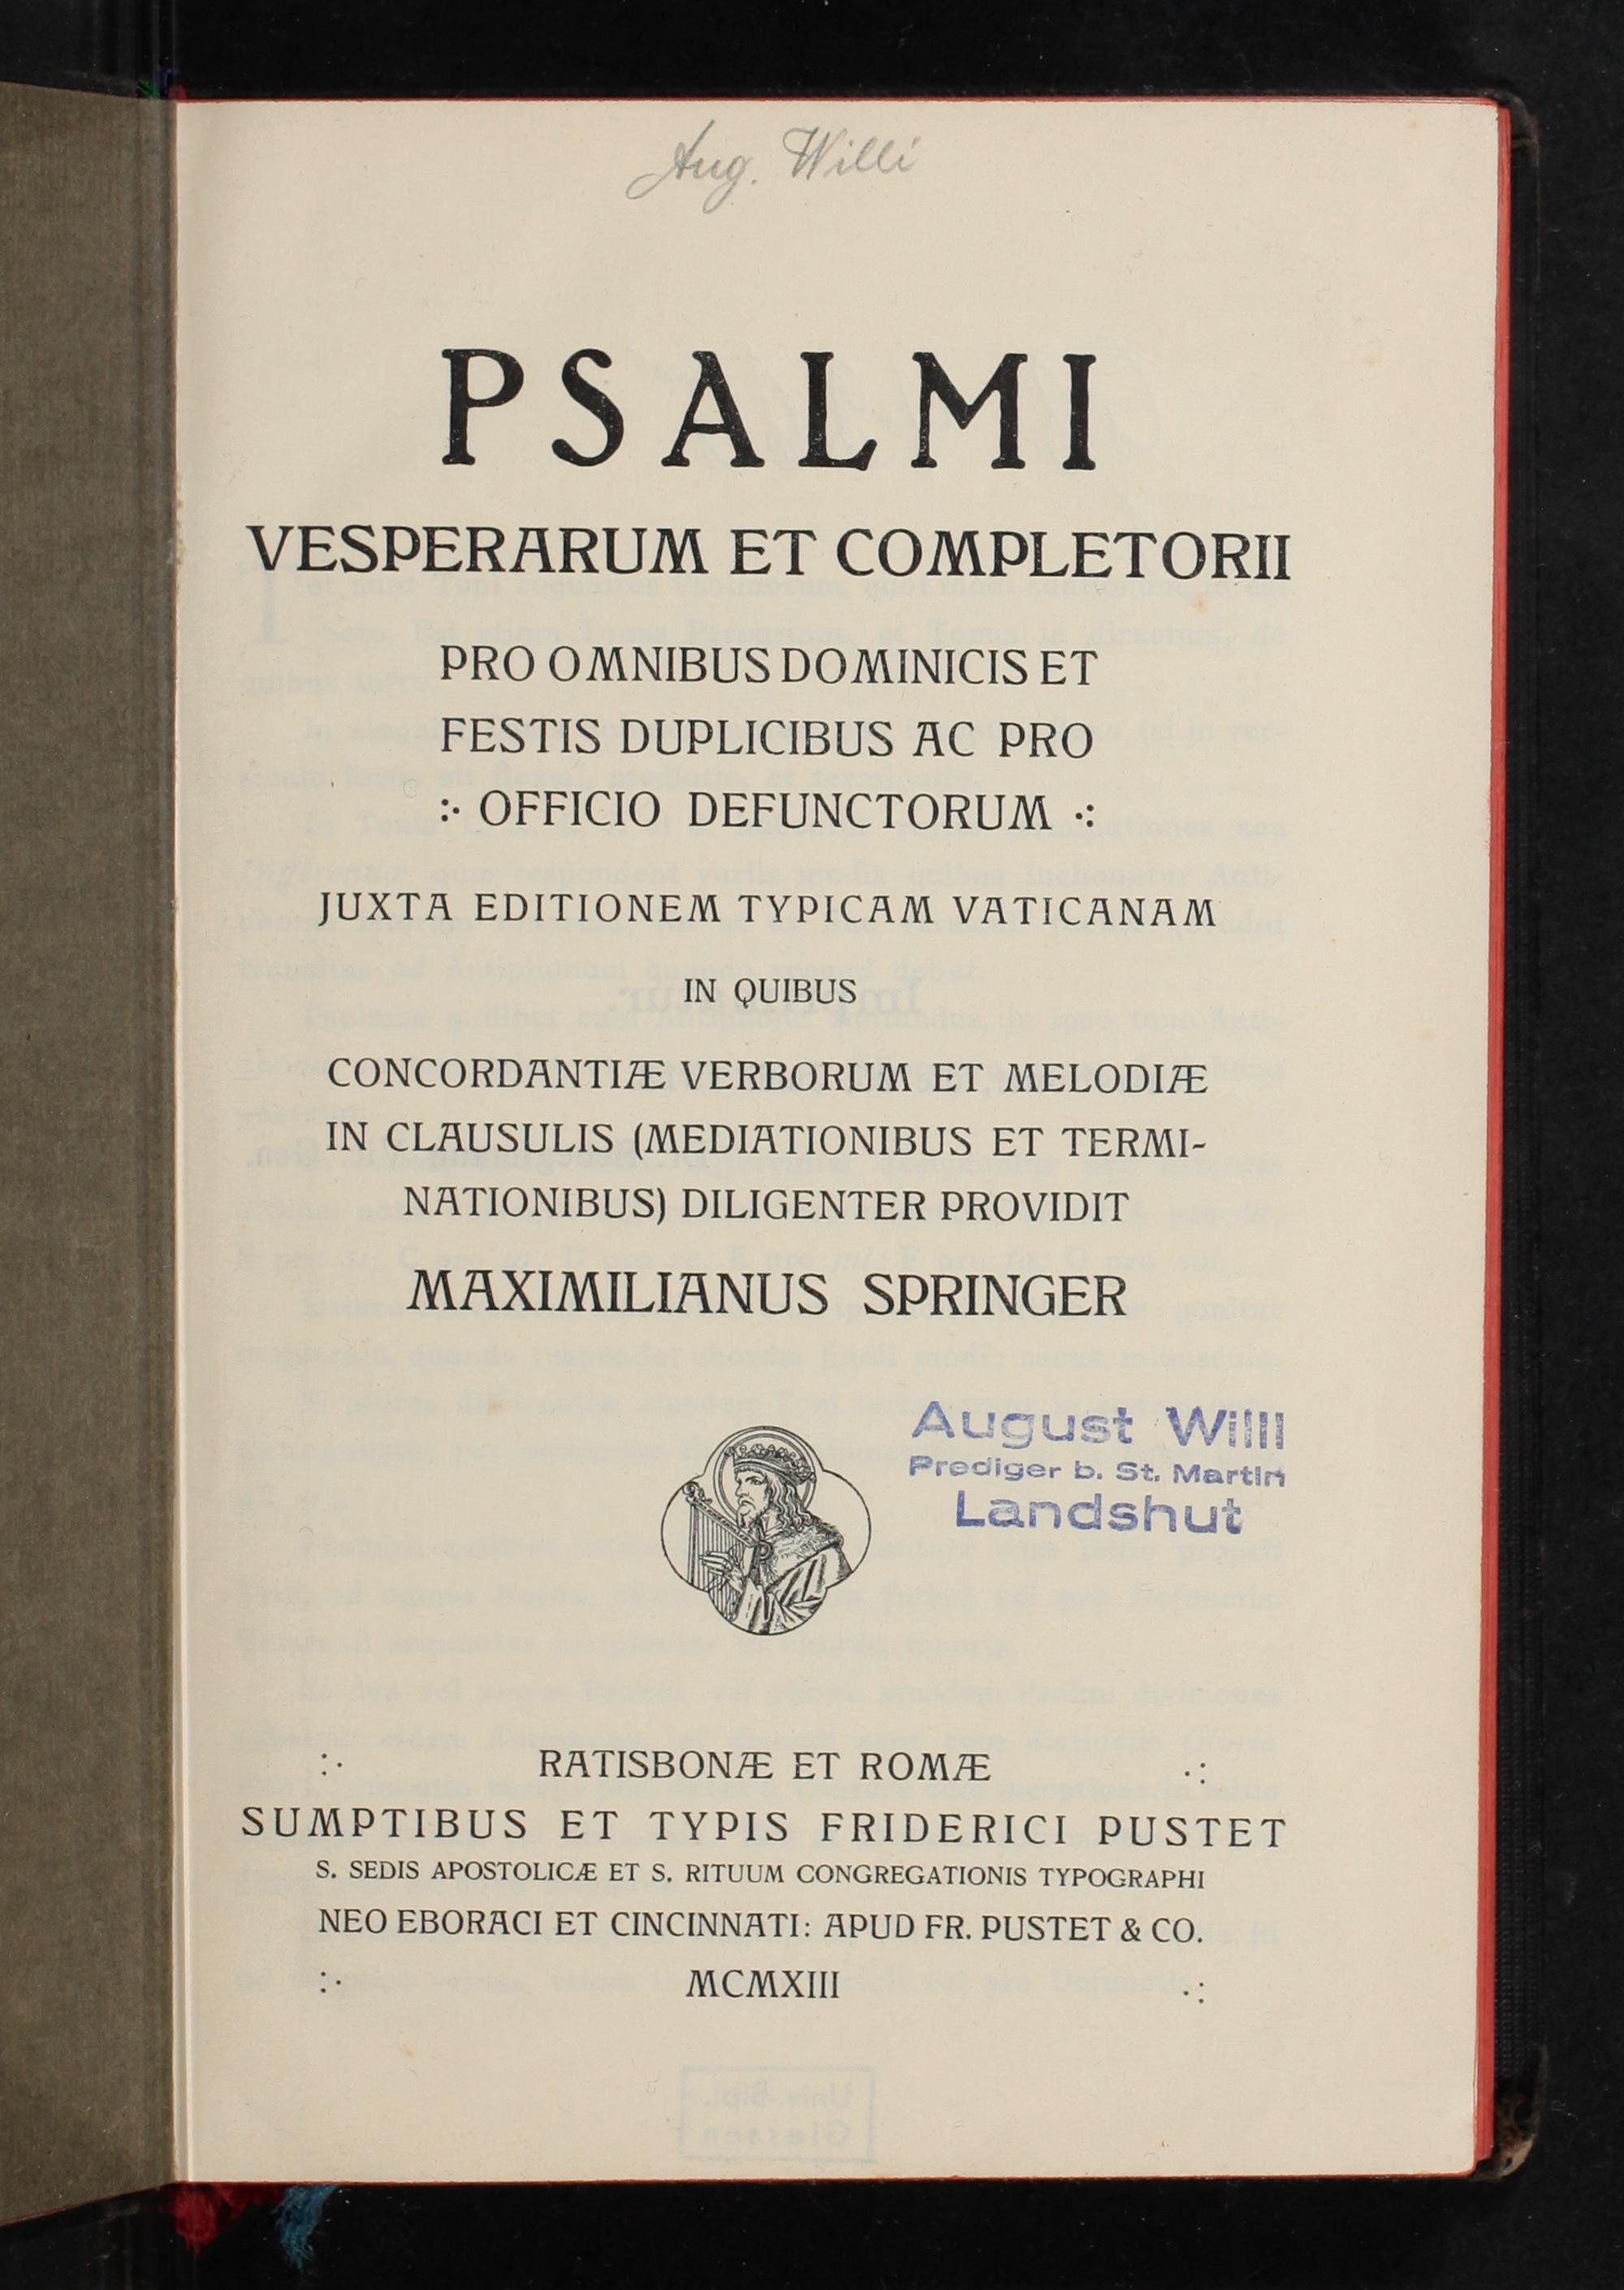 Aug. Willi
PSALMI
VESPERARUM ET COMPLETORII
PRO OMNIBUS DOMINICIS ET
FESTIS DUPLICIBUS AC PRO
:· OFFICIO DEFUNCTORUM ·:
JUXTA EDITIONEM TYPICAM VATICANAM
IN QUIBUS
CONCORDANTIÆ VERBORUM ET MELODIÆ
IN CLAUSULIS (MEDIATIONIBUS ET TERMI-
NATIONIBUS) DILIGENTER PROVIDIT
MAXIMILIANUS SPRINGER
August Willi
Prediger b. St. Martin
Landshut
:· RATISBONÆ ET ROMÆ ·:
SUMPTIBUS ET TYPIS FRIDERICI PUSTET
S. SEDIS APOSTOLICÆ ET S. RITUUM CONGREGATIONIS TYPOGRAPHI
NEO EBORACI ET CINCINNATI: APUD FR. PUSTET & CO.
:· MCMXIII ·:
Univ. Bibl.
Giessen